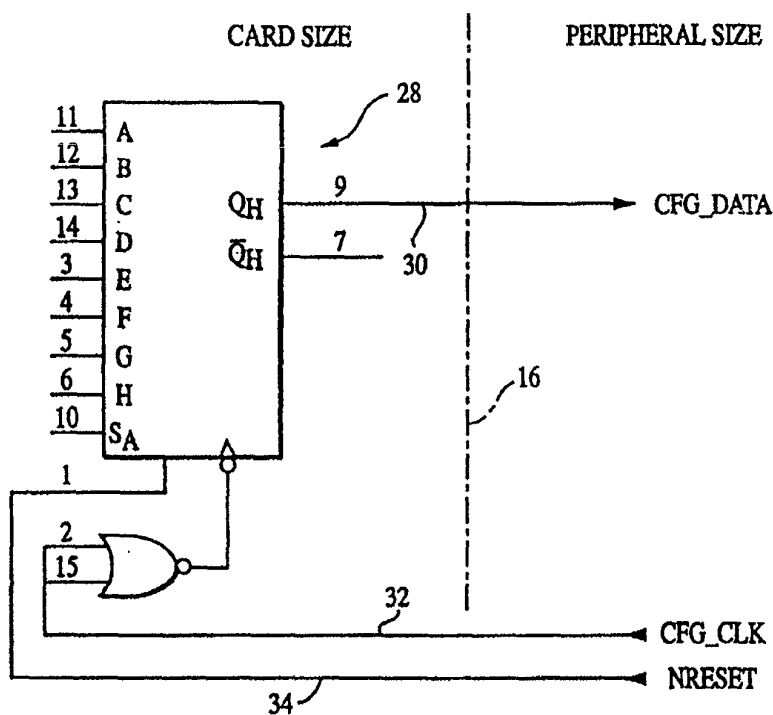 CARD SIZE
PERIPHERAL SIZE
28
11 A
12 B
13 C
14 D
3 E
4 F
5 G
6 H
10 SA
QH 9
Q̅H 7
30
CFG_DATA
16
1
2
15
32
CFG_CLK
34
NRESET